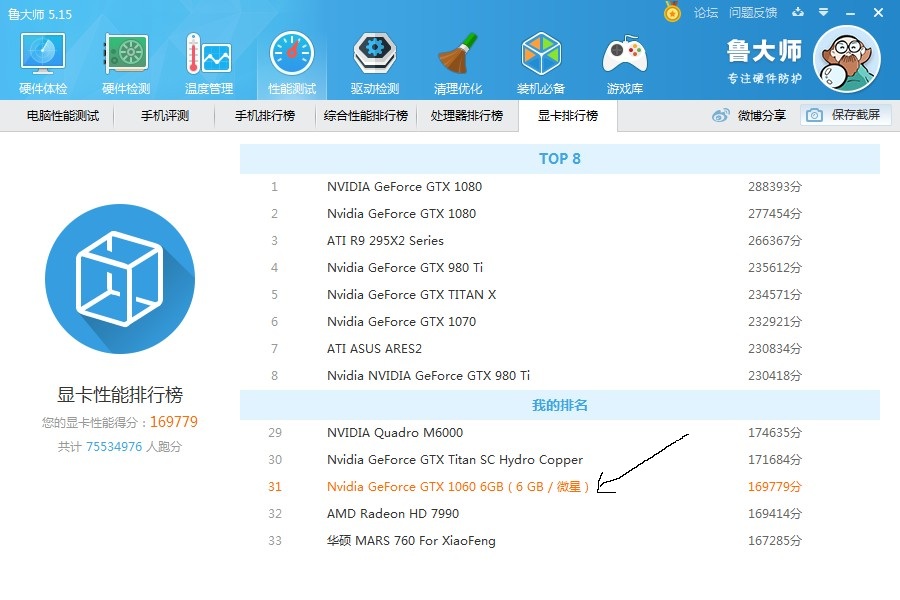 鲁大师 5.15
论坛 问题反馈
硬件体检 硬件检测 温度管理 性能测试 驱动检测 清理优化 装机必备 游戏库
鲁大师
专注硬件防护
电脑性能测试 手机评测 手机排行榜 综合性能排行榜 处理器排行榜 显卡排行榜 微博分享 保存截屏
TOP 8
1 NVIDIA GeForce GTX 1080 288393分
2 Nvidia GeForce GTX 1080 277454分
3 ATI R9 295X2 Series 266367分
4 Nvidia GeForce GTX 980 Ti 235612分
5 Nvidia GeForce GTX TITAN X 234571分
6 Nvidia GeForce GTX 1070 232921分
7 ATI ASUS ARES2 230834分
8 Nvidia NVIDIA GeForce GTX 980 Ti 230418分
显卡性能排行榜
您的显卡性能得分：169779
共计 75534976 人跑分
我的排名
29 NVIDIA Quadro M6000 174635分
30 Nvidia GeForce GTX Titan SC Hydro Copper 171684分
31 Nvidia GeForce GTX 1060 6GB ( 6 GB / 微星 ) 169779分
32 AMD Radeon HD 7990 169414分
33 华硕 MARS 760 For XiaoFeng 167285分